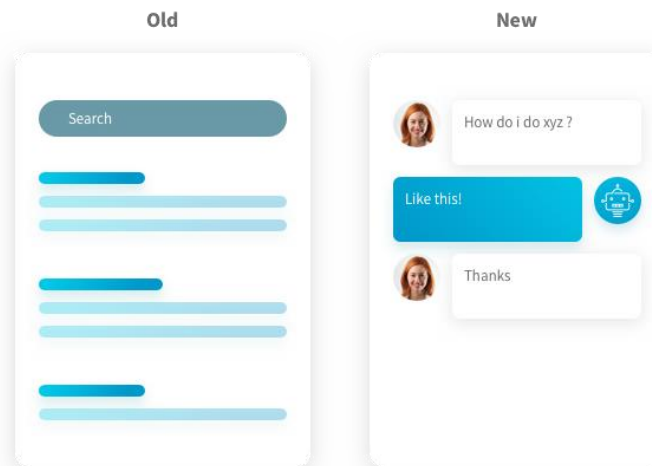 Old
New
Search
How do i do xyz ?
Like this!
Thanks